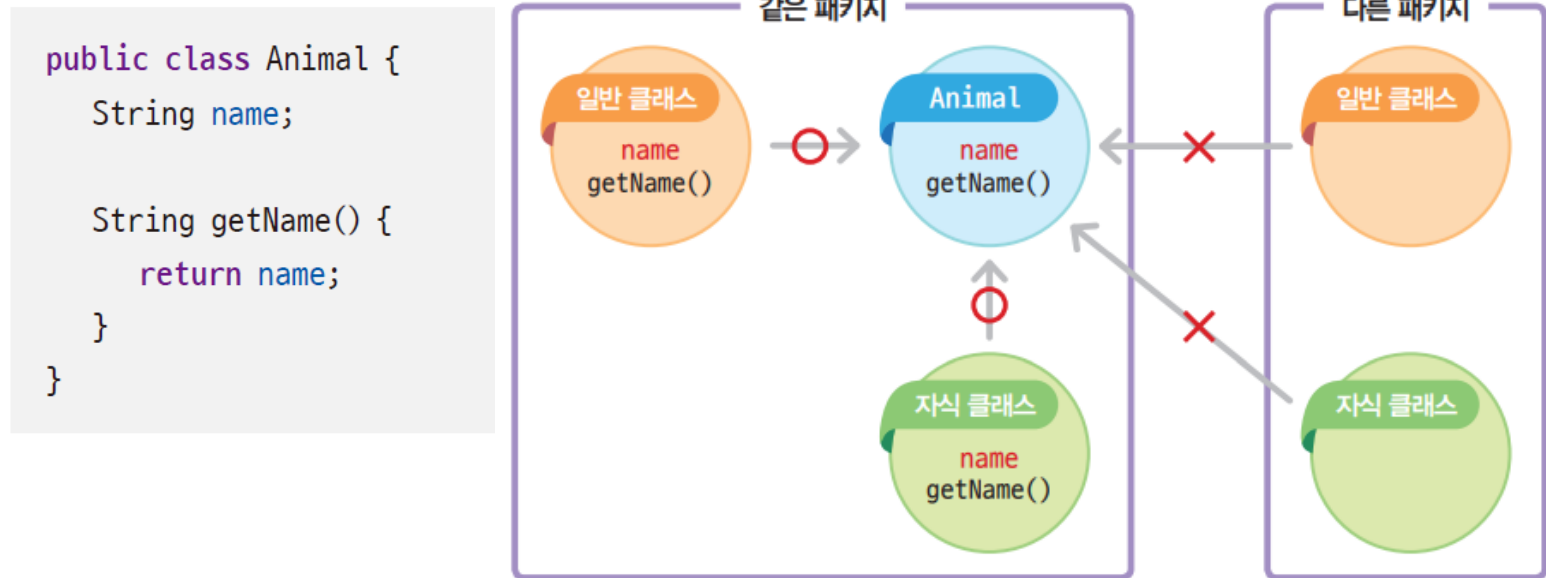 public class Animal {
String name;
String getName() {
return name;
}
}
같은 패키지
일반 클래스
name
getName()
Animal
name
getName()
자식 클래스
name
getName()
다른 패키지
일반 클래스
자식 클래스